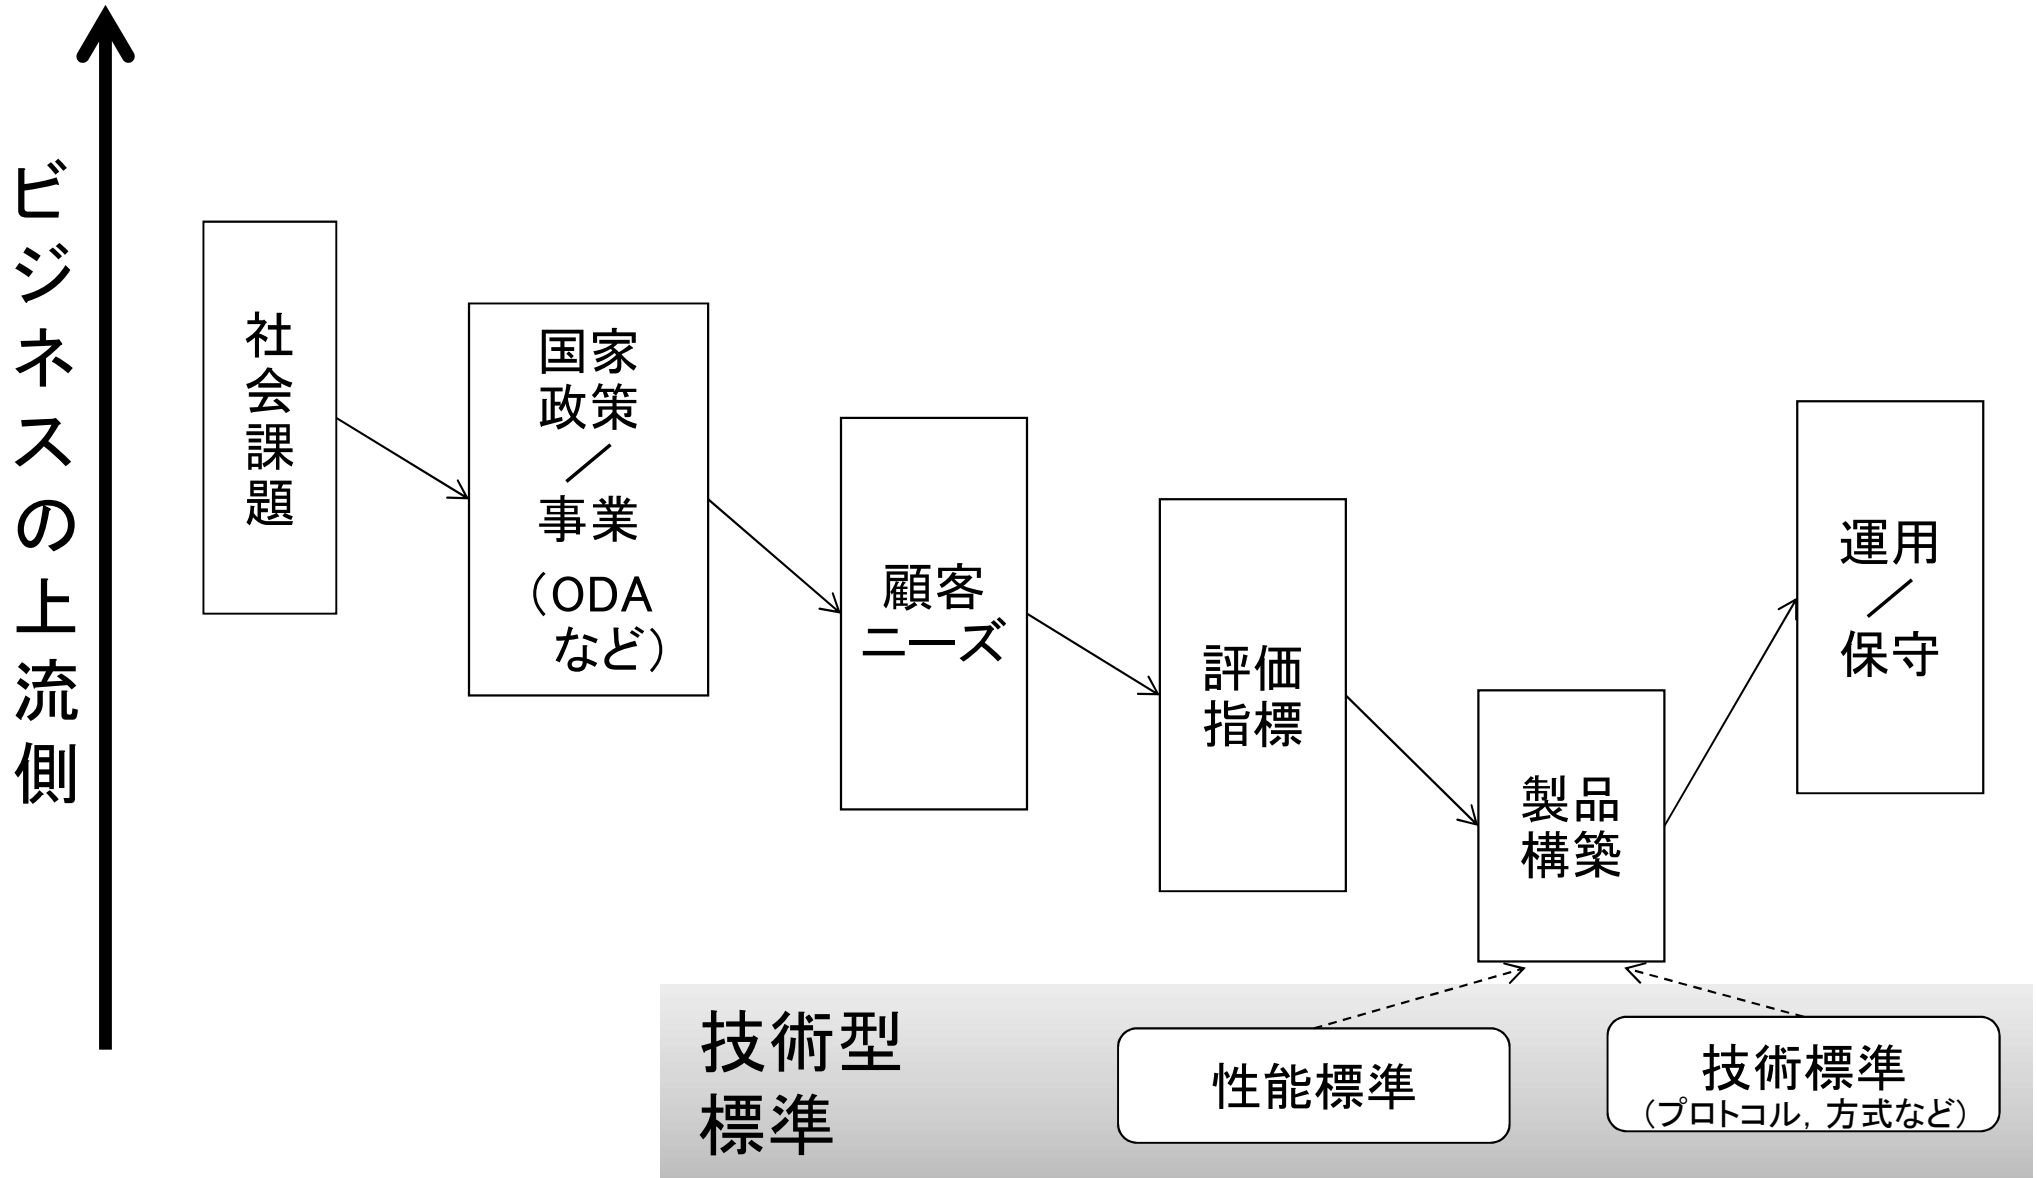 ビジネスの上流側
社会課題
国家
政策
／
事業
（ODA
など）
顧客
ニーズ
評価
指標
製品
構築
運用
／
保守
技術型
標準
性能標準
技術標準
（プロトコル，方式など）